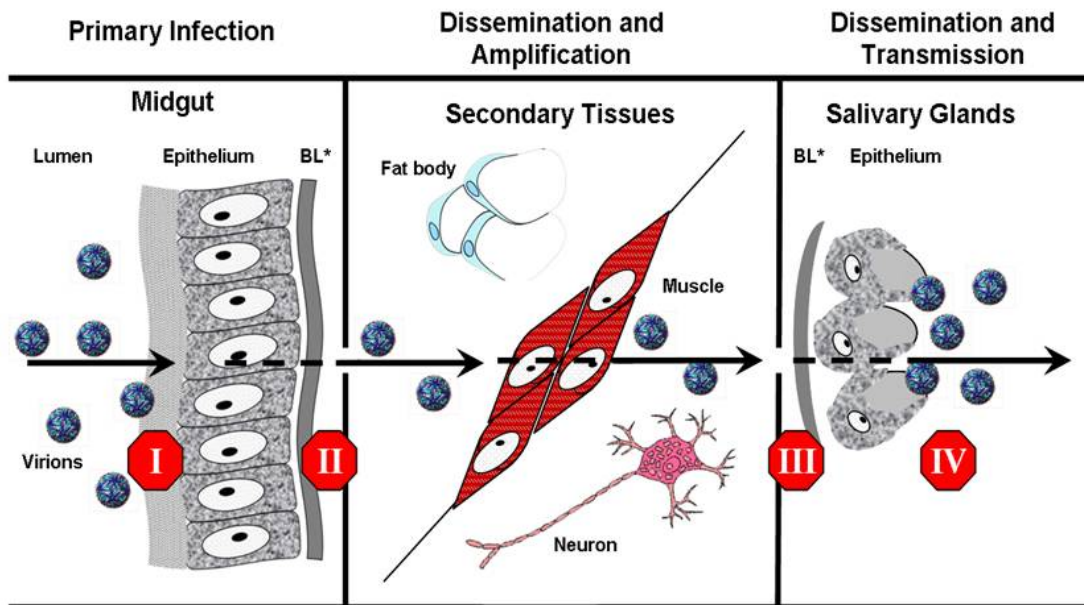 Primary Infection
Dissemination and
Amplification
Dissemination and
Transmission
Midgut
Lumen
Epithelium
BL*
Virions
I
II
Secondary Tissues
Fat body
Muscle
Neuron
Salivary Glands
BL*
Epithelium
III
IV